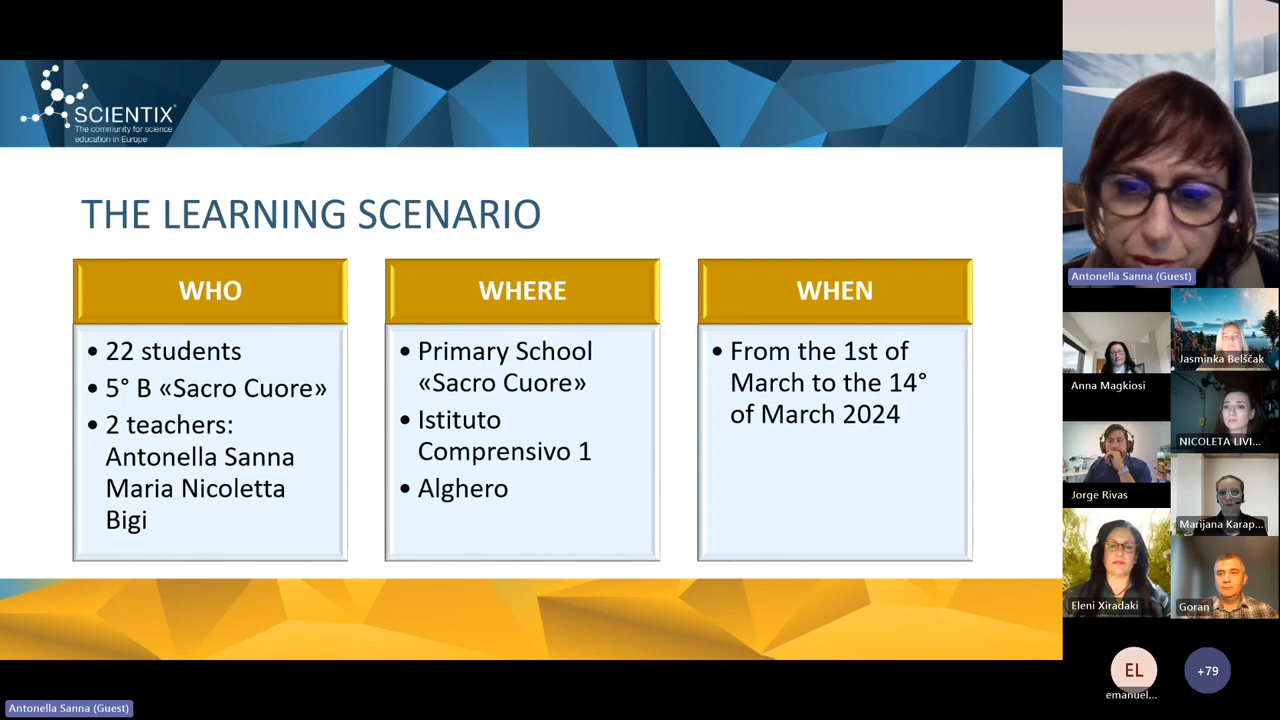 SCIENTIX®
The community for science
education in Europe
THE LEARNING SCENARIO
WHO
• 22 students
• 5° B «Sacro Cuore»
• 2 teachers:
Antonella Sanna
Maria Nicoletta
Bigi
WHERE
• Primary School
«Sacro Cuore»
• Istituto
Comprensivo 1
• Alghero
WHEN
• From the 1st of
March to the 14°
of March 2024
Antonella Sanna (Guest)
Anna Magkiosi
Jasminka Belščak
NICOLETA LIVI...
Jorge Rivas
Marijana Karap...
Eleni Xiradaki
Goran
EL
emanuel...
+79
Antonella Sanna (Guest)